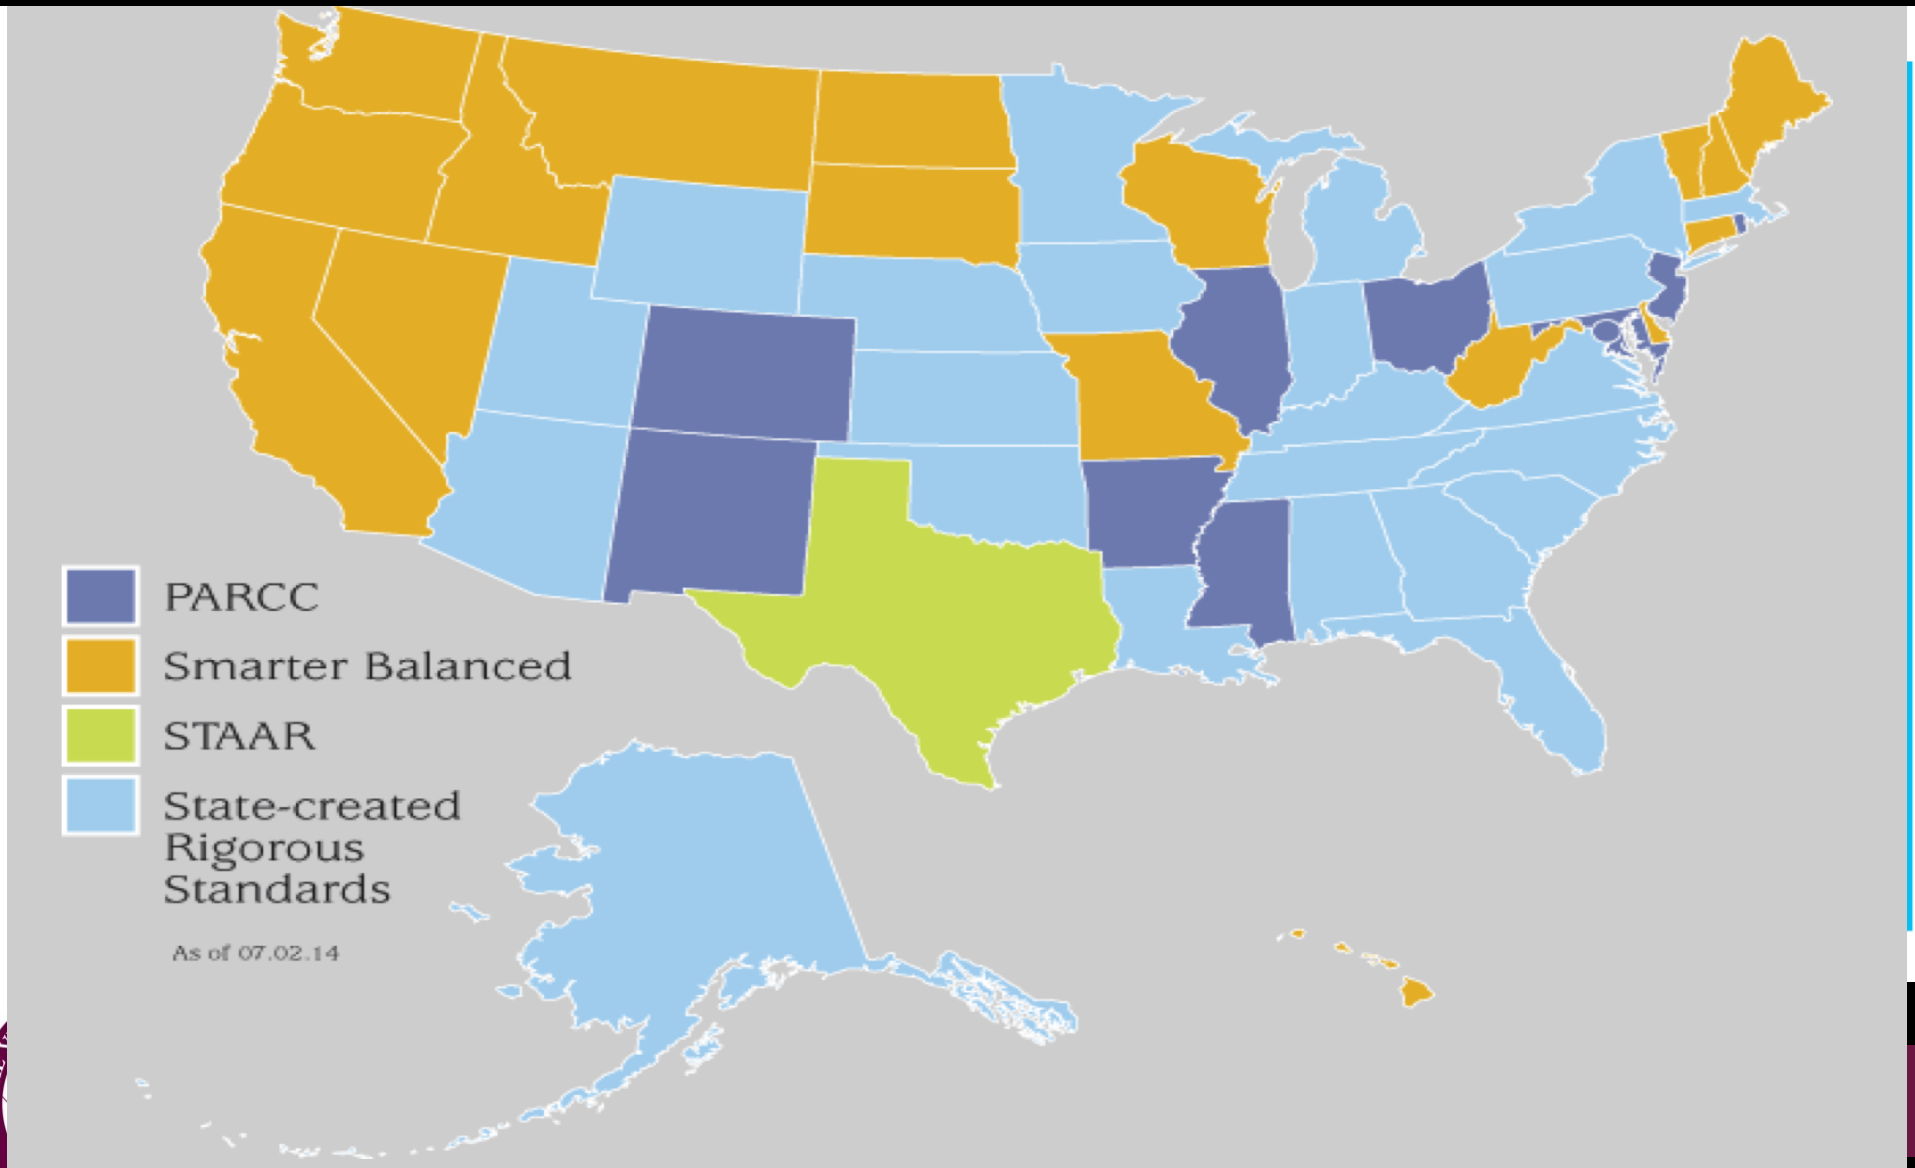 PARCC
Smarter Balanced
STAAR
State-created
Rigorous
Standards
As of 07.02.14